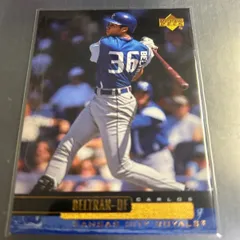 36
BELTRAN-OF
CARLOS
KANSAS CITY ROYALS